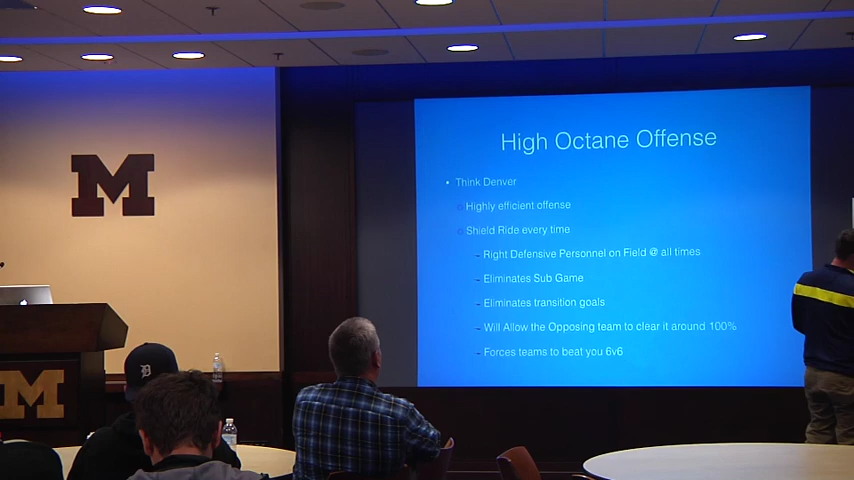 M
High Octane Offense
• Think Denver
Highly efficient offense
Shield Ride every time
- Right Defensive Personnel on Field @ all times
- Eliminates Sub Game
- Eliminates transition goals
- Will Allow the Opposing team to clear it around 100%
- Forces teams to beat you 6v6
D
M